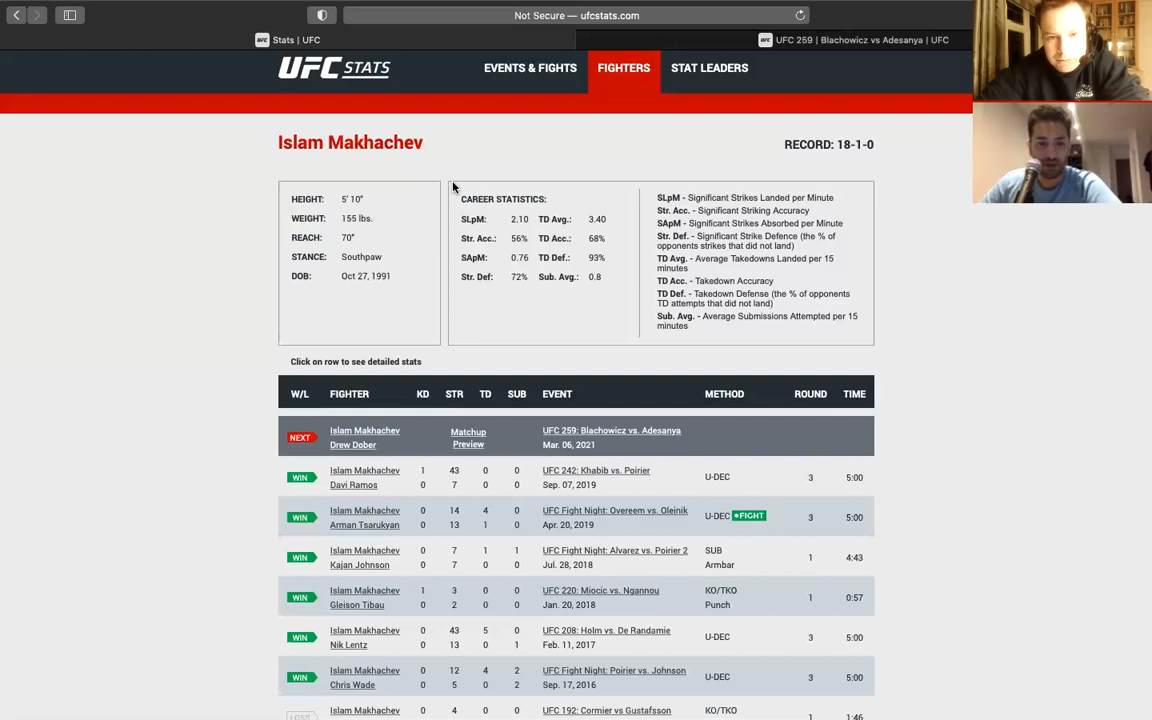 Not Secure — ufcstats.com
Stats | UFC
UFC 259 | Blachowicz vs Adesanya | UFC
UFC STATS
EVENTS & FIGHTS FIGHTERS STAT LEADERS
Islam Makhachev
RECORD: 18-1-0
HEIGHT: 5' 10"
WEIGHT: 155 lbs.
REACH: 70"
STANCE: Southpaw
DOB: Oct 27, 1991
CAREER STATISTICS:
SLpM: 2.10 TD Avg.: 3.40
Str. Acc.: 56% TD Acc.: 68%
SApM: 0.76 TD Def.: 93%
Str. Def: 72% Sub. Avg.: 0.8
SLpM - Significant Strikes Landed per Minute
Str. Acc. - Significant Striking Accuracy
SApM - Significant Strikes Absorbed per Minute
Str. Def. - Significant Strike Defence (the % of
opponents strikes that did not land)
TD Avg. - Average Takedowns Landed per 15
minutes
TD Acc. - Takedown Accuracy
TD Def. - Takedown Defense (the % of opponents
TD attempts that did not land)
Sub. Avg. - Average Submissions Attempted per 15
minutes
Click on row to see detailed stats
W/L FIGHTER KD STR TD SUB EVENT METHOD ROUND TIME
NEXT Islam Makhachev Matchup UFC 259: Blachowicz vs. Adesanya
Drew Dober Preview Mar. 06, 2021
WIN Islam Makhachev 1 43 0 0 UFC 242: Khabib vs. Poirier U-DEC 3 5:00
Davi Ramos 0 7 0 0 Sep. 07, 2019
WIN Islam Makhachev 0 14 4 0 UFC Fight Night: Overeem vs. Oleinik U-DEC FIGHT 3 5:00
Arman Tsarukyan 0 13 1 0 Apr. 20, 2019
WIN Islam Makhachev 0 7 1 1 UFC Fight Night: Alvarez vs. Poirier 2 SUB 1 4:43
Kajan Johnson 0 7 0 0 Jul. 28, 2018 Armbar
WIN Islam Makhachev 1 3 0 0 UFC 220: Miocic vs. Ngannou KO/TKO 1 0:57
Gleison Tibau 0 2 0 0 Jan. 20, 2018 Punch
WIN Islam Makhachev 0 43 5 0 UFC 208: Holm vs. De Randamie U-DEC 3 5:00
Nik Lentz 0 13 0 1 Feb. 11, 2017
WIN Islam Makhachev 0 12 4 2 UFC Fight Night: Poirier vs. Johnson U-DEC 3 5:00
Chris Wade 0 5 0 2 Sep. 17, 2016
LOSS Islam Makhachev 0 4 0 0 UFC 192: Cormier vs Gustafsson KO/TKO 1 1:46